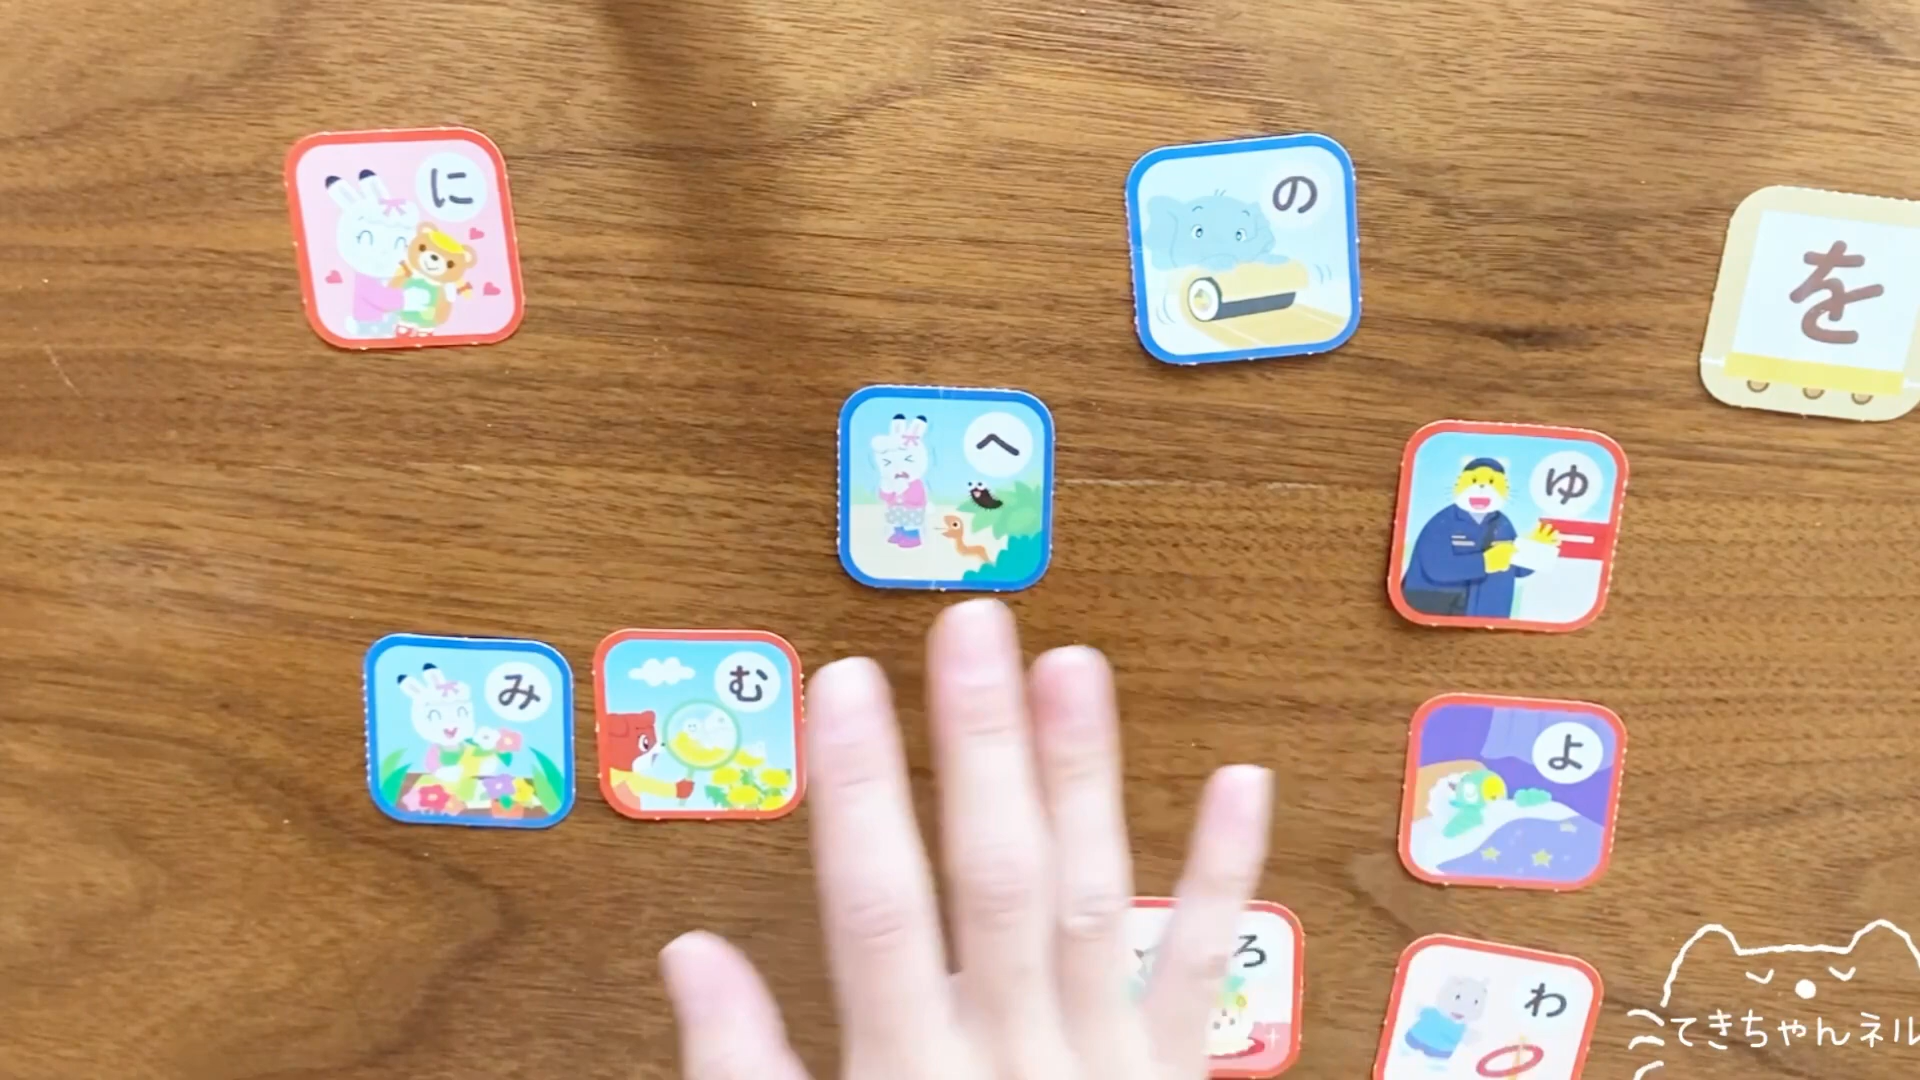 に
の
を
へ
ゆ
み
む
よ
ろ
わ
てきちゃんネル